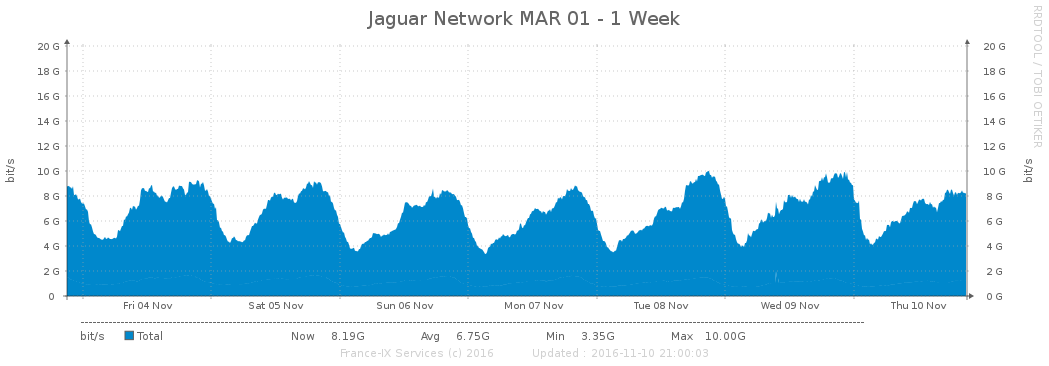 Jaguar Network MAR 01 - 1 Week
RRDTOOL / TOBI OETIKER
bit/s
20 G 20 G
18 G 18 G
16 G 16 G
14 G 14 G
12 G 12 G
10 G 10 G
8 G 8 G
6 G 6 G
4 G 4 G
2 G 2 G
0 0 G
bit/s
Fri 04 Nov Sat 05 Nov Sun 06 Nov Mon 07 Nov Tue 08 Nov Wed 09 Nov Thu 10 Nov
bit/s Total Now 8.19G Avg 6.75G Min 3.35G Max 10.00G
France-IX Services (c) 2016 Updated : 2016-11-10 21:00:03